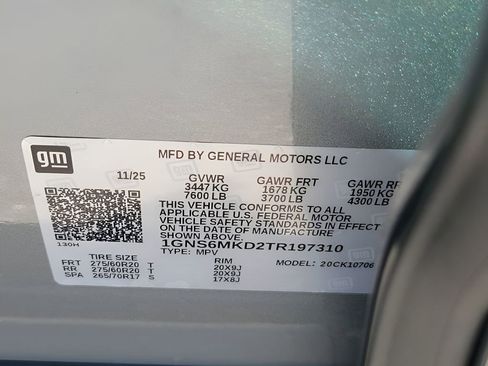 gm
MFD BY GENERAL MOTORS LLC
11/25 GVWR GAWR FRT GAWR RR
3447 KG 1678 KG 1950 KG
7600 LB 3700 LB 4300 LB
THIS VEHICLE CONFORMS TO ALL
APPLICABLE U.S. FEDERAL MOTOR
VEHICLE SAFETY STANDARDS IN EFFECT
ON THE DATE OF MANUFACTURE
SHOWN ABOVE.
1GNS6MKD2TR197310
130H TYPE: MPV MODEL: 20CK10706
TIRE SIZE RIM
FRT 275/60R20 T 20X9J
RR 275/60R20 T 20X9J
SPA 265/70R17 S 17X8J